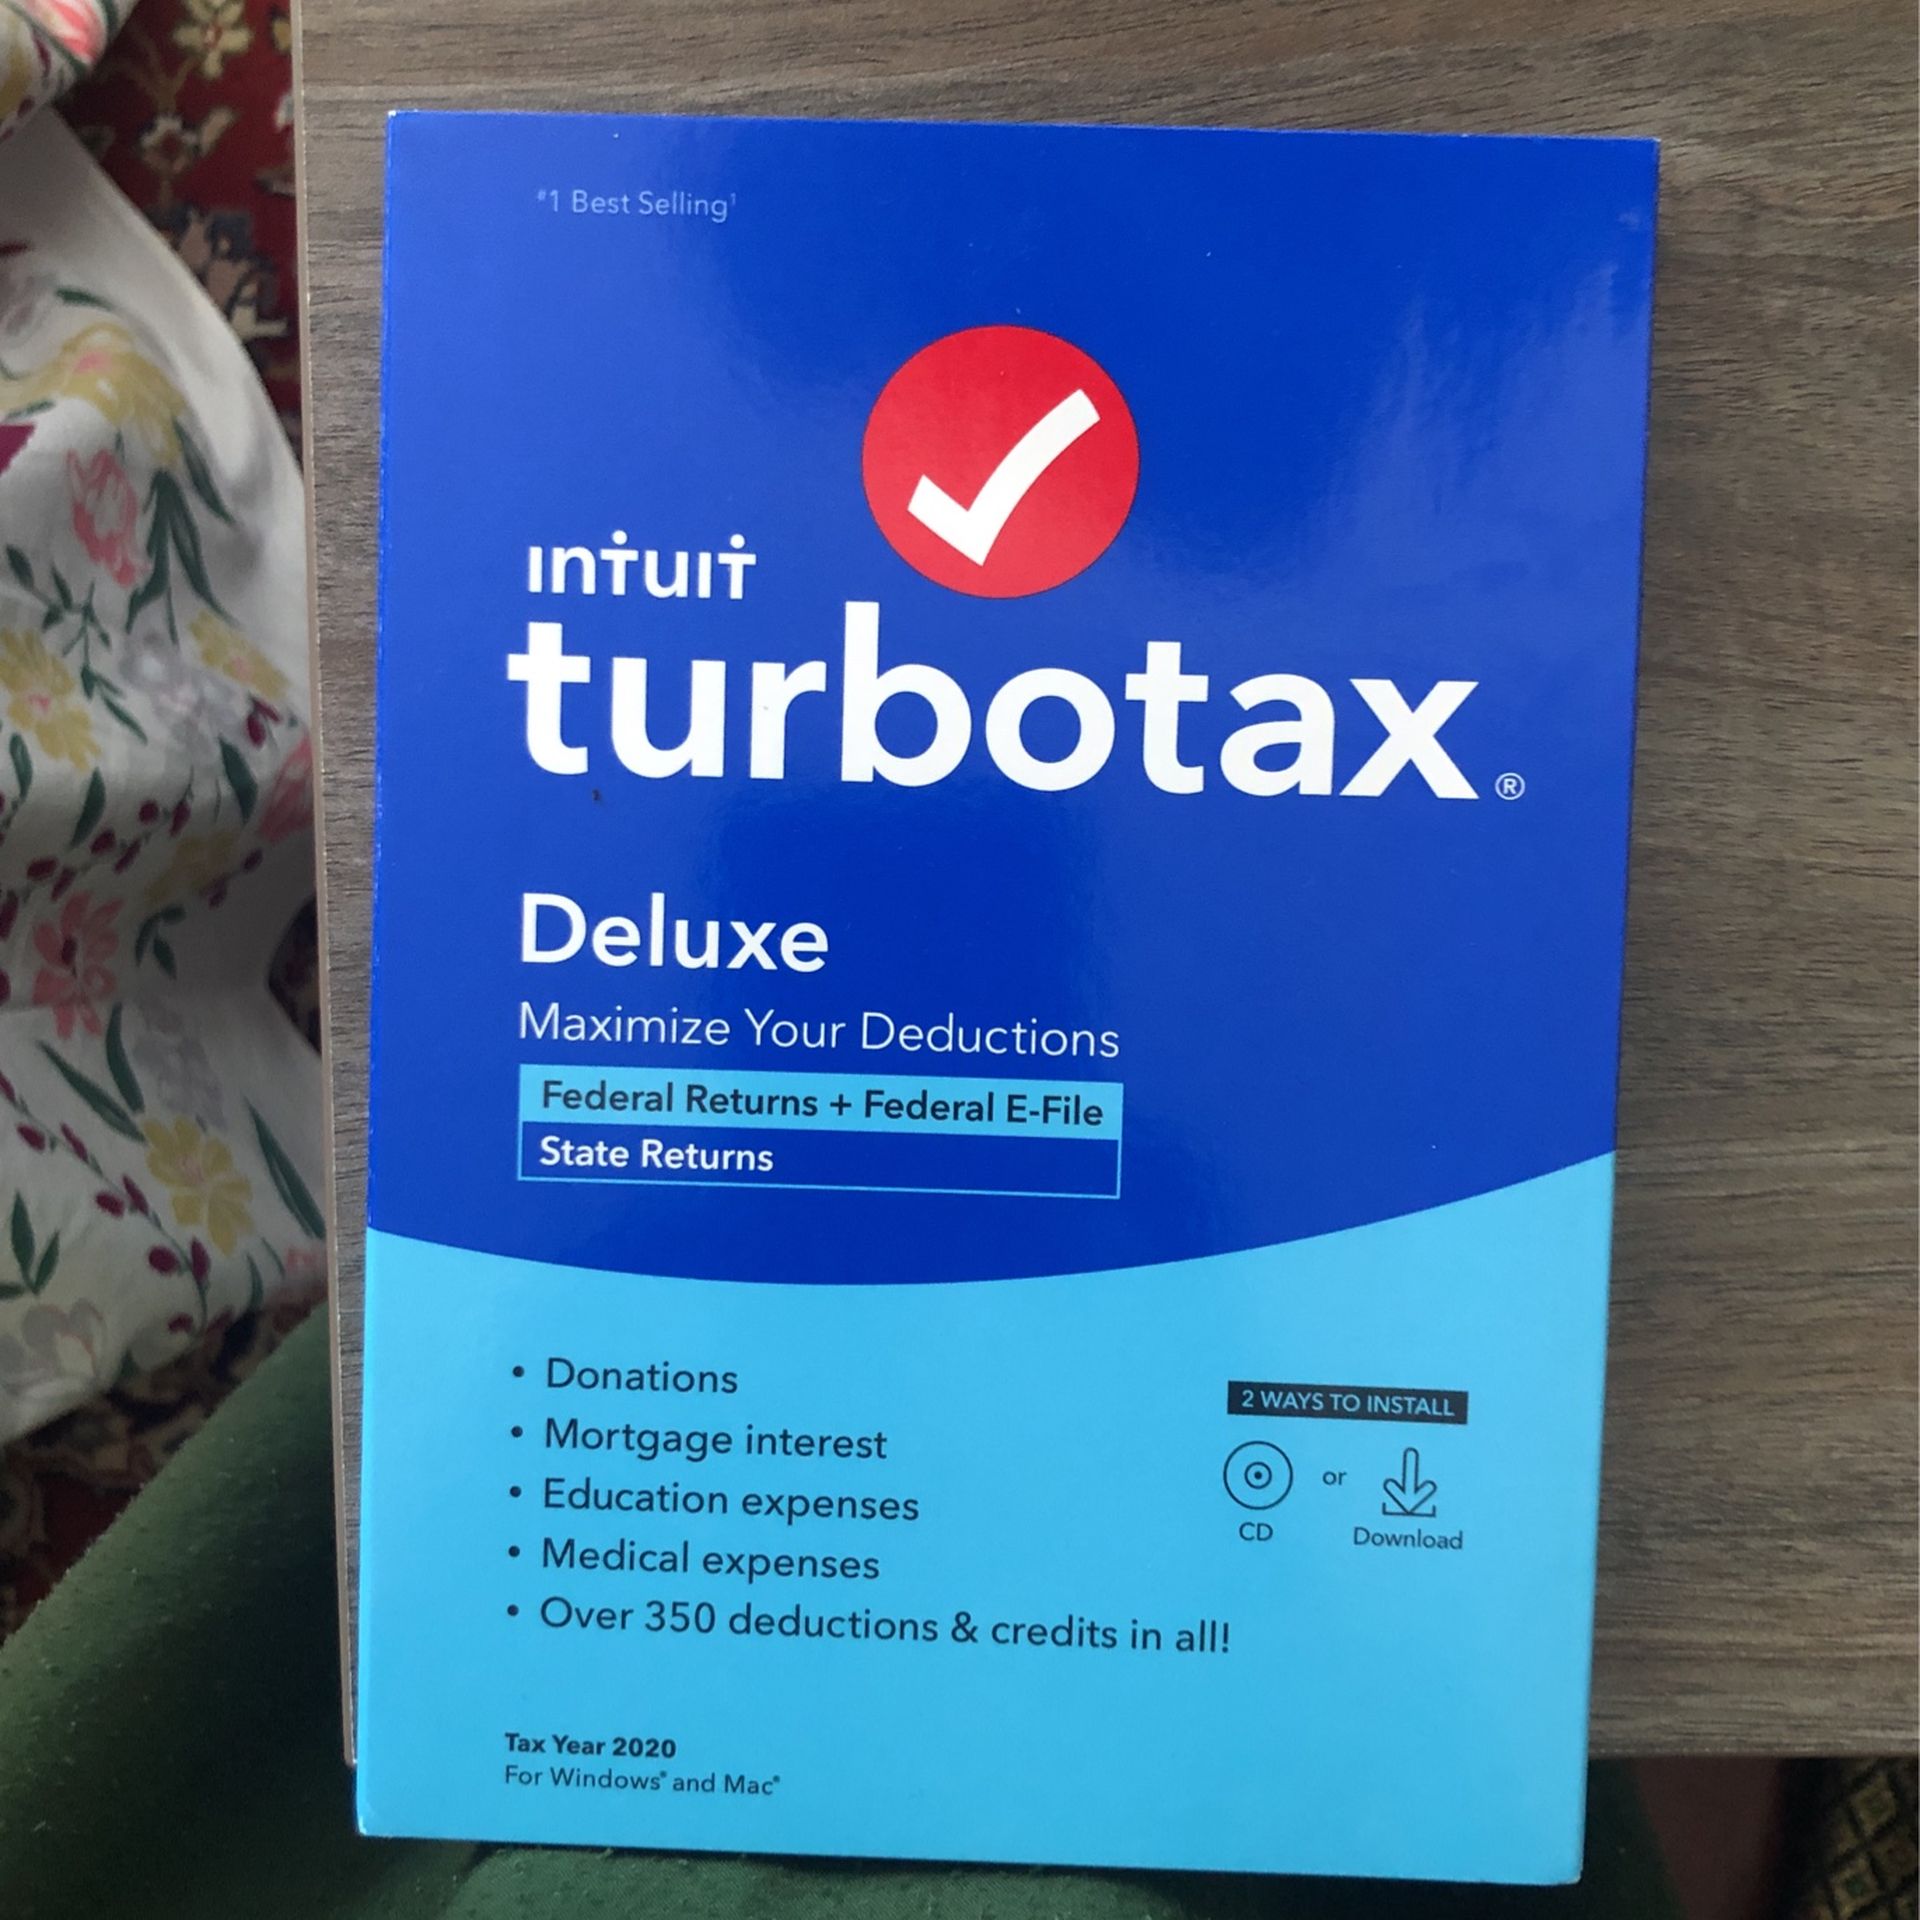 #1 Best Selling¹
intuit
turbotax®
Deluxe
Maximize Your Deductions
Federal Returns + Federal E-File
State Returns
• Donations
• Mortgage interest
• Education expenses
• Medical expenses
• Over 350 deductions & credits in all!
2 WAYS TO INSTALL
or
CD
Download
Tax Year 2020
For Windows® and Mac®